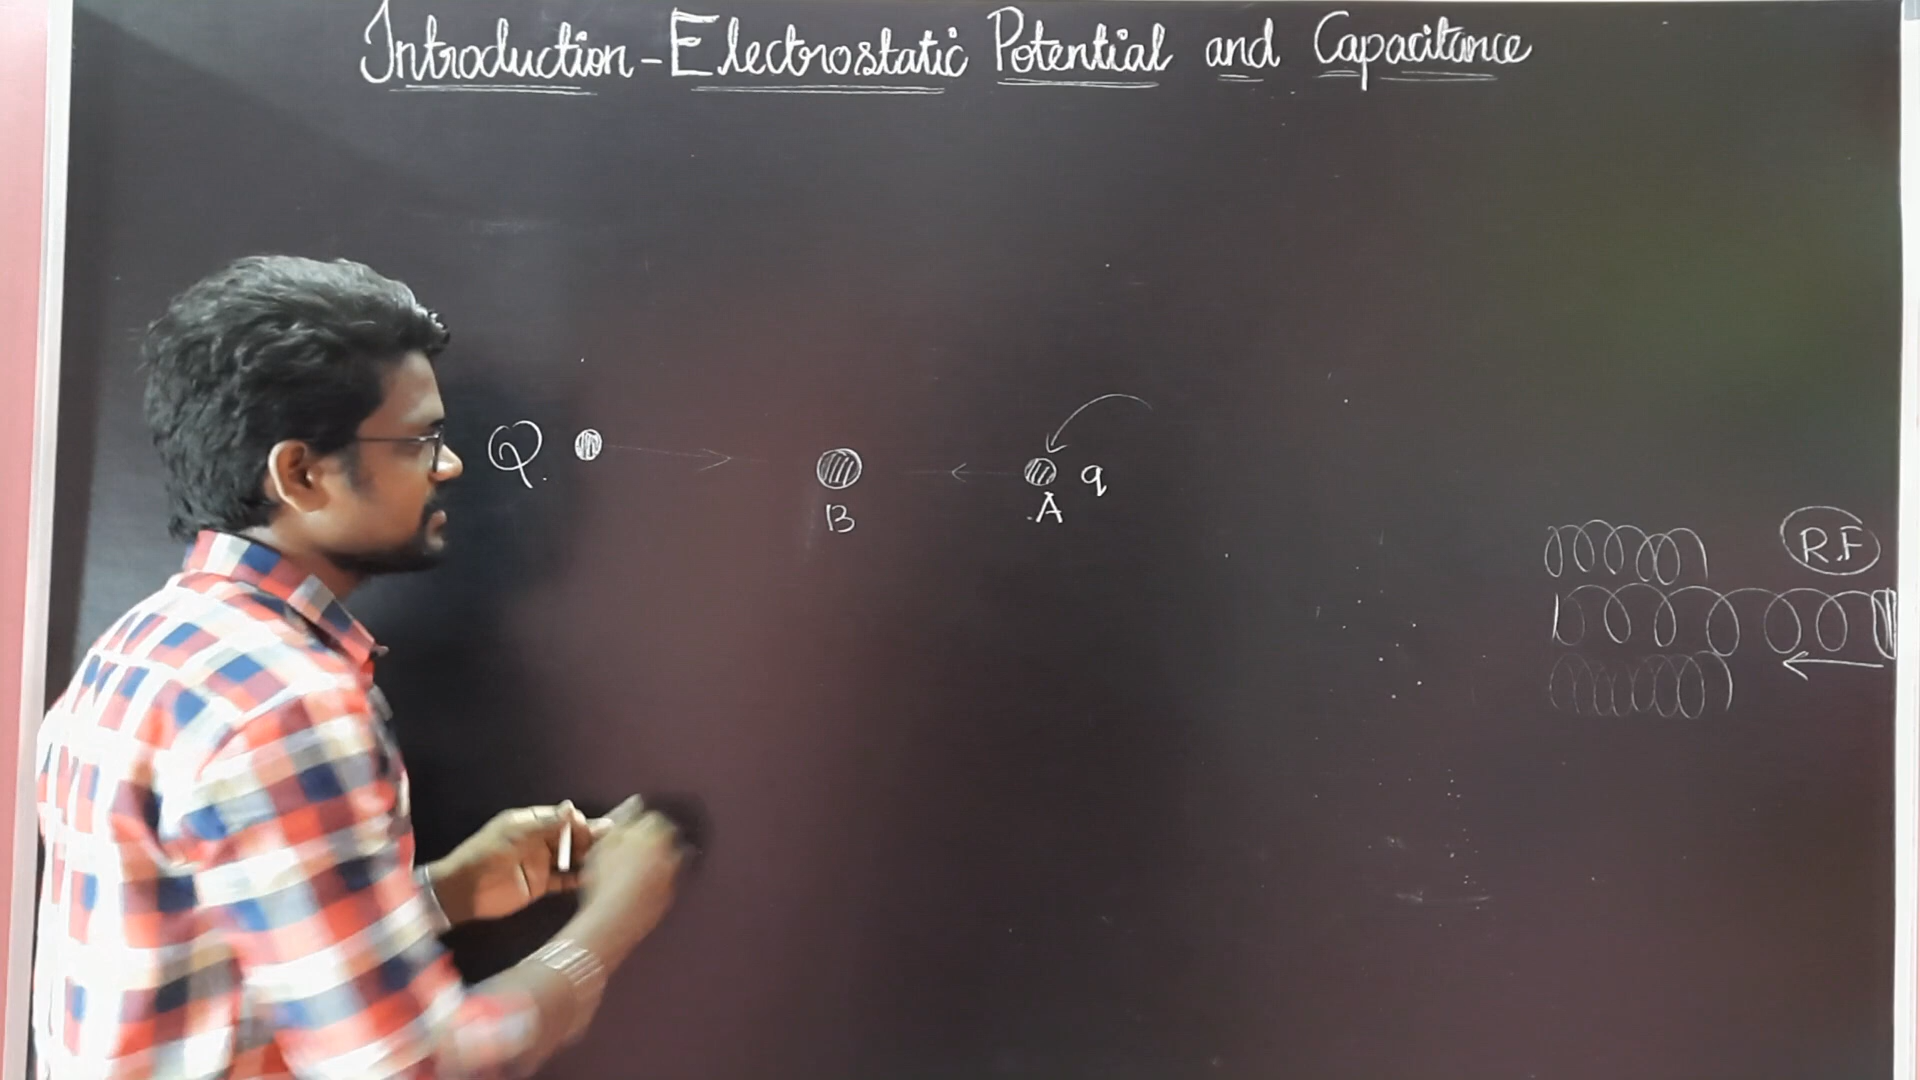 Introduction - Electrostatic Potential and Capacitance
Q.
B
A
q
R.F